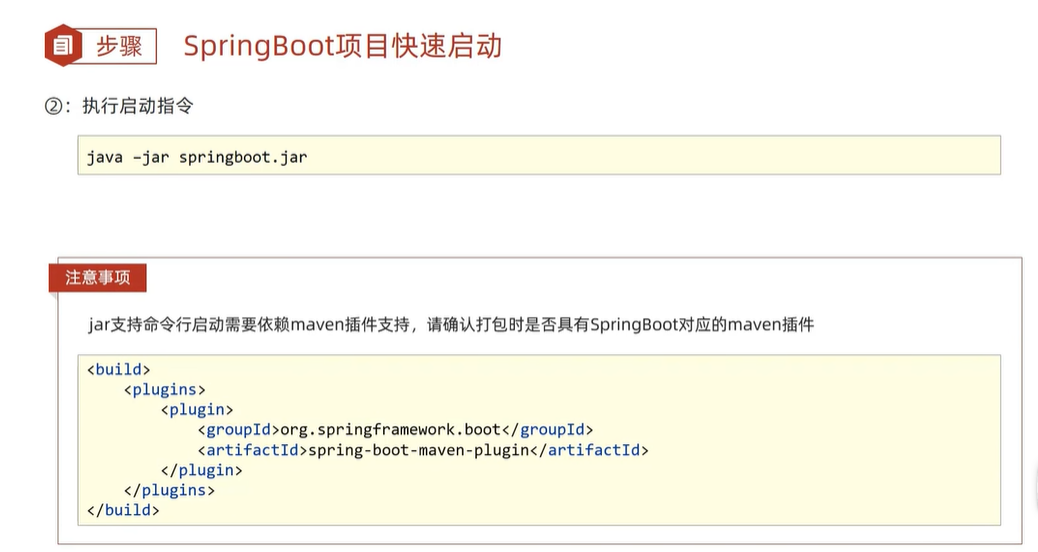 步骤 SpringBoot项目快速启动
②：执行启动指令
java –jar springboot.jar
注意事项
jar支持命令行启动需要依赖maven插件支持，请确认打包时是否具有SpringBoot对应的maven插件
<build>
    <plugins>
        <plugin>
            <groupId>org.springframework.boot</groupId>
            <artifactId>spring-boot-maven-plugin</artifactId>
        </plugin>
    </plugins>
</build>